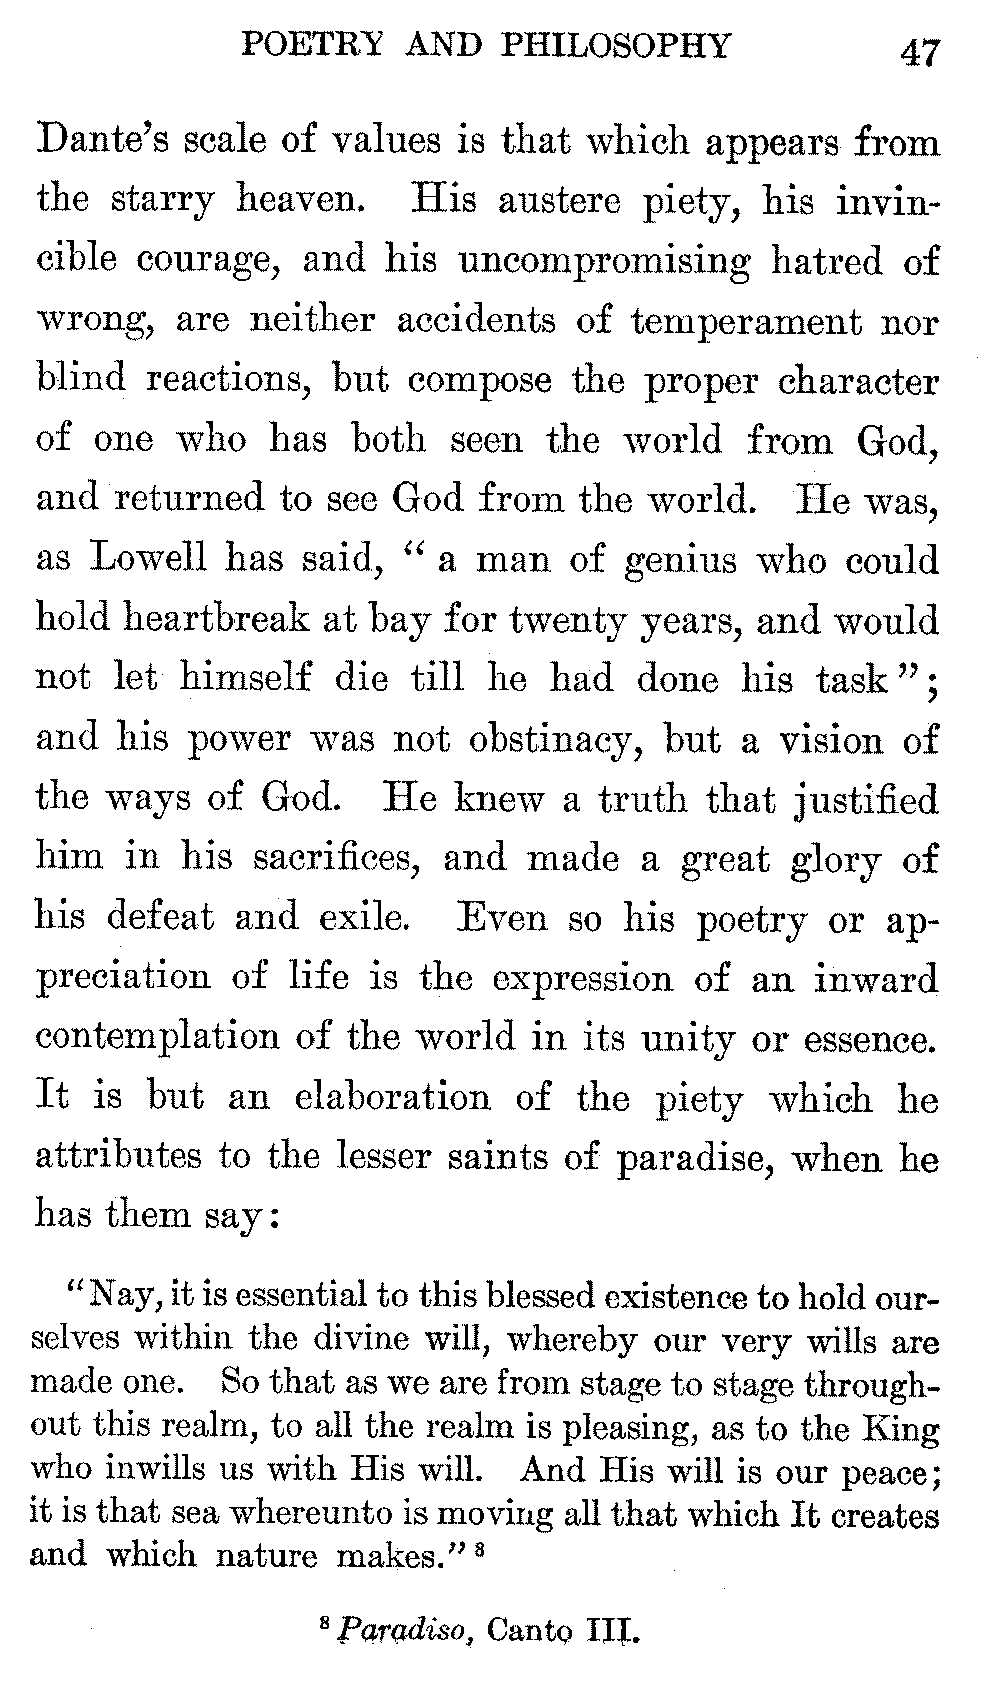 POETRY AND PHILOSOPHY 47
Dante's scale of values is that which appears from
the starry heaven. His austere piety, his invin-
cible courage, and his uncompromising hatred of
wrong, are neither accidents of temperament nor
blind reactions, but compose the proper character
of one who has both seen the world from God,
and returned to see God from the world. He was,
as Lowell has said, “ a man of genius who could
hold heartbreak at bay for twenty years, and would
not let himself die till he had done his task”;
and his power was not obstinacy, but a vision of
the ways of God. He knew a truth that justified
him in his sacrifices, and made a great glory of
his defeat and exile. Even so his poetry or ap-
preciation of life is the expression of an inward
contemplation of the world in its unity or essence.
It is but an elaboration of the piety which he
attributes to the lesser saints of paradise, when he
has them say:
“Nay, it is essential to this blessed existence to hold our-
selves within the divine will, whereby our very wills are
made one. So that as we are from stage to stage through-
out this realm, to all the realm is pleasing, as to the King
who inwills us with His will. And His will is our peace;
it is that sea whereunto is moving all that which It creates
and which nature makes.” 8
8 Paradiso, Canto III.